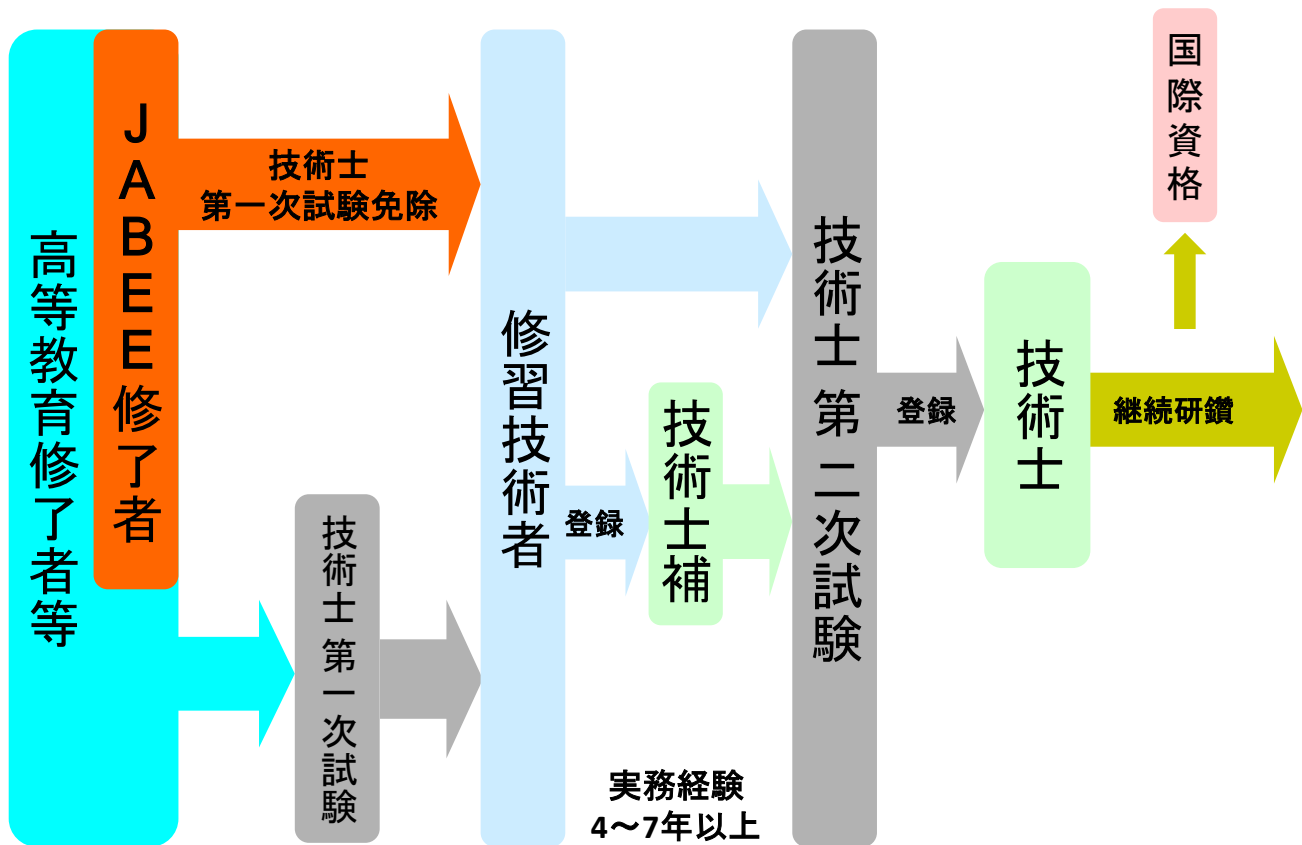 高等教育修了者等
JABEE修了者
技術士
第一次試験免除
技術士 第一次試験
修習技術者
登録
技術士補
実務経験
4～7年以上
技術士 第二次試験
登録
技術士
継続研鑽
国際資格